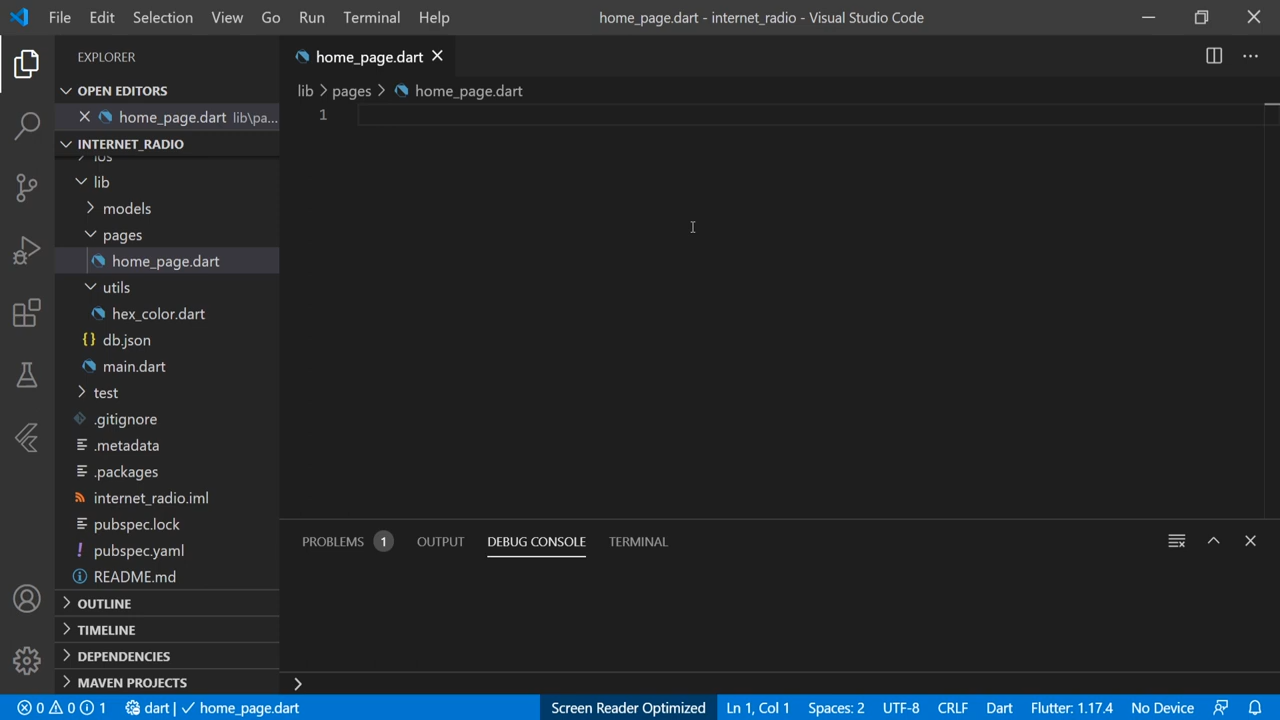 File Edit Selection View Go Run Terminal Help home_page.dart - internet_radio - Visual Studio Code
EXPLORER
OPEN EDITORS
home_page.dart lib\pa...
INTERNET_RADIO
ios
lib
models
pages
home_page.dart
utils
hex_color.dart
{} db.json
main.dart
test
.gitignore
.metadata
.packages
internet_radio.iml
pubspec.lock
! pubspec.yaml
README.md
OUTLINE
TIMELINE
DEPENDENCIES
MAVEN PROJECTS
home_page.dart
lib > pages > home_page.dart
1
PROBLEMS 1 OUTPUT DEBUG CONSOLE TERMINAL
>
0 0 1 dart | ✓ home_page.dart Screen Reader Optimized Ln 1, Col 1 Spaces: 2 UTF-8 CRLF Dart Flutter: 1.17.4 No Device